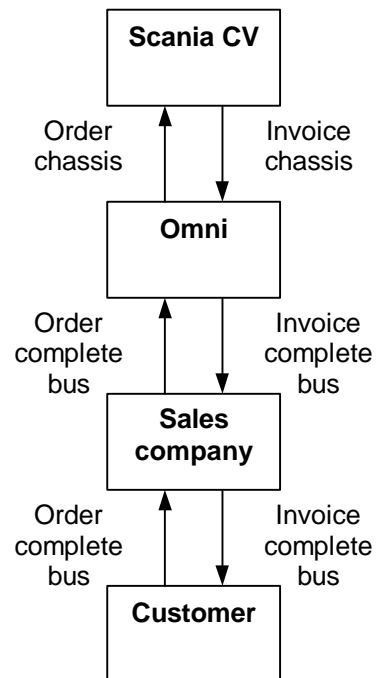 Scania CV
Order
chassis
Invoice
chassis
Omni
Order
complete
bus
Invoice
complete
bus
Sales
company
Order
complete
bus
Invoice
complete
bus
Customer